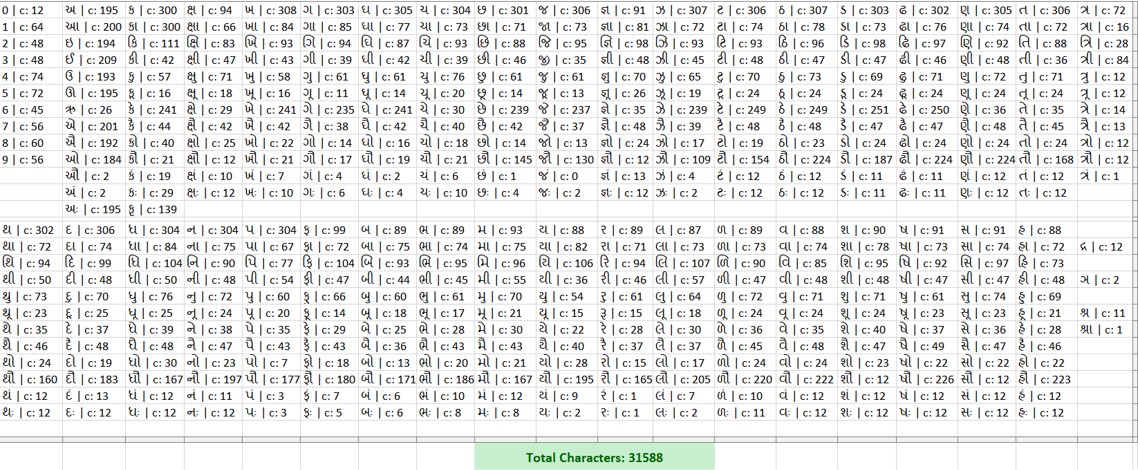 0 | c: 12 અ | c: 195 ક | c: 300 ક્ષ | c: 94 ખ | c: 308 ગ | c: 303 ઘ | c: 305 ચ | c: 304 છ | c: 301 જ | c: 306 જ્ઞ | c: 91 ઝ | c: 307 ટ | c: 306 ઠ | c: 307 ડ | c: 303 ઢ | c: 302 ણ | c: 305 ત | c: 306 ત્ર | c: 72
1 | c: 64 આ | c: 200 કા | c: 300 ક્ષા | c: 66 ખા | c: 84 ગા | c: 85 ઘા | c: 77 ચા | c: 72 છા | c: 71 જા | c: 73 જ્ઞા | c: 81 ઝા | c: 72 ટા | c: 74 ઠા | c: 78 ડા | c: 73 ઢા | c: 74 ણા | c: 74 તા | c: 72 ત્રા | c: 16
2 | c: 48 ઇ | c: 194 કિ | c: 111 ક્ષિ | c: 83 ખિ | c: 93 ગિ | c: 94 ઘિ | c: 87 ચિ | c: 93 છિ | c: 88 જિ | c: 95 જ્ઞિ | c: 98 ઝિ | c: 93 ટિ | c: 93 ઠિ | c: 96 ડિ | c: 98 ઢિ | c: 97 ણિ | c: 92 તિ | c: 88 ત્રિ | c: 28
3 | c: 48 ઈ | c: 209 કી | c: 42 ક્ષી | c: 47 ખી | c: 43 ગી | c: 39 ઘી | c: 42 ચી | c: 39 છી | c: 46 જી | c: 35 જ્ઞી | c: 48 ઝી | c: 45 ટી | c: 48 ઠી | c: 47 ડી | c: 47 ઢી | c: 46 ણી | c: 48 તી | c: 36 ત્રી | c: 84
4 | c: 74 ઉ | c: 193 કુ | c: 57 ક્ષુ | c: 71 ખુ | c: 58 ગુ | c: 61 ઘુ | c: 61 ચુ | c: 76 છુ | c: 61 જુ | c: 61 જ્ઞુ | c: 70 ઝુ | c: 65 ટુ | c: 70 ઠુ | c: 73 ડુ | c: 69 ઢુ | c: 71 ણુ | c: 72 તુ | c: 71 ત્રુ | c: 12
5 | c: 72 ઊ | c: 195 કૂ | c: 16 ક્ષૂ | c: 18 ખૂ | c: 16 ગૂ | c: 11 ઘૂ | c: 14 ચૂ | c: 20 છૂ | c: 14 જૂ | c: 13 જ્ઞૂ | c: 26 ઝૂ | c: 19 ટૂ | c: 24 ઠૂ | c: 24 ડૂ | c: 24 ઢૂ | c: 24 ણૂ | c: 24 તૂ | c: 24 ત્રૂ | c: 12
6 | c: 45 ઋ | c: 26 કે | c: 241 ક્ષે | c: 29 ખે | c: 241 ગે | c: 235 ઘે | c: 241 ચે | c: 30 છે | c: 239 જે | c: 237 જ્ઞે | c: 35 ઝે | c: 239 ટે | c: 249 ઠે | c: 249 ડે | c: 251 ઢે | c: 250 ણે | c: 36 તે | c: 35 ત્રે | c: 14
7 | c: 56 એ | c: 201 કૈ | c: 44 ક્ષૈ | c: 42 ખૈ | c: 42 ગૈ | c: 38 ઘૈ | c: 42 ચૈ | c: 40 છૈ | c: 42 જૈ | c: 37 જ્ઞૈ | c: 48 ઝૈ | c: 39 ટૈ | c: 48 ઠૈ | c: 48 ડૈ | c: 47 ઢૈ | c: 47 ણૈ | c: 48 તૈ | c: 45 ત્રૈ | c: 13
8 | c: 60 ઐ | c: 192 કો | c: 40 ક્ષો | c: 25 ખો | c: 22 ગો | c: 14 ઘો | c: 16 ચો | c: 18 છો | c: 14 જો | c: 13 જ્ઞો | c: 24 ઝો | c: 17 ટો | c: 19 ઠો | c: 23 ડો | c: 24 ઢો | c: 24 ણો | c: 24 તો | c: 24 ત્રો | c: 12
9 | c: 56 ઓ | c: 184 કૌ | c: 21 ક્ષૌ | c: 12 ખૌ | c: 21 ગૌ | c: 17 ઘૌ | c: 19 ચૌ | c: 21 છૌ | c: 145 જૌ | c: 130 જ્ઞૌ | c: 12 ઝૌ | c: 109 ટૌ | c: 154 ઠૌ | c: 224 ડૌ | c: 187 ઢૌ | c: 224 ણૌ | c: 224 તૌ | c: 168 ત્રૌ | c: 12
ઔ | c: 2 કં | c: 19 ક્ષં | c: 10 ખં | c: 7 ગં | c: 4 ઘં | c: 2 ચં | c: 6 છં | c: 1 જં | c: 0 જ્ઞં | c: 13 ઝં | c: 4 ટં | c: 12 ઠં | c: 12 ડં | c: 11 ઢં | c: 11 ણં | c: 12 તં | c: 12 ત્રં | c: 1
અં | c: 2 કઃ | c: 29 ક્ષઃ | c: 12 ખઃ | c: 10 ગઃ | c: 6 ઘઃ | c: 4 ચઃ | c: 10 છઃ | c: 4 જઃ | c: 2 જ્ઞઃ | c: 12 ઝઃ | c: 2 ટઃ | c: 12 ઠઃ | c: 12 ડઃ | c: 11 ઢઃ | c: 11 ણઃ | c: 12 તઃ | c: 12
અઃ | c: 195 કૃ | c: 139
થ | c: 302 દ | c: 306 ધ | c: 304 ન | c: 304 પ | c: 304 ફ | c: 99 બ | c: 89 ભ | c: 89 મ | c: 93 ય | c: 88 ર | c: 89 લ | c: 87 ળ | c: 89 વ | c: 88 શ | c: 90 ષ | c: 91 સ | c: 91 હ | c: 88
થા | c: 72 દા | c: 72 ધા | c: 84 ના | c: 75 પા | c: 67 ફા | c: 72 બા | c: 75 ભા | c: 74 મા | c: 75 યા | c: 82 રા | c: 71 લા | c: 74 ળા | c: 73 વા | c: 74 શા | c: 78 ષા | c: 73 સા | c: 74 હા | c: 72 દ્ર | c: 12
થિ | c: 94 દિ | c: 99 ધિ | c: 104 નિ | c: 90 પિ | c: 77 ફિ | c: 104 બિ | c: 93 ભિ | c: 95 મિ | c: 96 યિ | c: 106 રિ | c: 94 લિ | c: 107 ળિ | c: 90 વિ | c: 85 શિ | c: 95 ષિ | c: 92 સિ | c: 97 હિ | c: 73
થી | c: 50 દી | c: 48 ધી | c: 50 ની | c: 48 પી | c: 54 ફી | c: 47 બી | c: 48 ભી | c: 45 મી | c: 55 યી | c: 36 રી | c: 46 લી | c: 47 ળી | c: 47 વી | c: 48 શી | c: 48 ષી | c: 47 સી | c: 47 હી | c: 48 ઞ | c: 2
થુ | c: 73 દુ | c: 70 ધુ | c: 76 નુ | c: 72 પુ | c: 60 ફુ | c: 66 બુ | c: 60 ભુ | c: 61 મુ | c: 70 યુ | c: 54 રુ | c: 61 લુ | c: 64 ળુ | c: 72 વુ | c: 71 શુ | c: 71 ષુ | c: 61 સુ | c: 74 હુ | c: 69
થૂ | c: 23 દૂ | c: 25 ધૂ | c: 25 નૂ | c: 24 પૂ | c: 20 ફૂ | c: 14 બૂ | c: 18 ભૂ | c: 17 મૂ | c: 21 યૂ | c: 15 રૂ | c: 15 લૂ | c: 18 ળૂ | c: 24 વૂ | c: 24 શૂ | c: 24 ષૂ | c: 23 સૂ | c: 23 હૂ | c: 21 શ્ર | c: 11
થે | c: 35 દે | c: 37 ધે | c: 39 ને | c: 38 પે | c: 35 ફે | c: 29 બે | c: 25 ભે | c: 28 મે | c: 30 યે | c: 22 રે | c: 28 લે | c: 30 ળે | c: 36 વે | c: 35 શે | c: 40 ષે | c: 37 સે | c: 36 હે | c: 28 શ્રા | c: 1
થૈ | c: 46 દૈ | c: 48 ધૈ | c: 48 નૈ | c: 47 પૈ | c: 43 ફૈ | c: 43 બૈ | c: 36 ભૈ | c: 43 મૈ | c: 43 યૈ | c: 40 રૈ | c: 37 લૈ | c: 37 ળૈ | c: 45 વૈ | c: 47 શૈ | c: 47 ષૈ | c: 49 સૈ | c: 47 હૈ | c: 46
થો | c: 24 દો | c: 19 ધો | c: 30 નો | c: 23 પો | c: 7 ફો | c: 18 બો | c: 13 ભો | c: 20 મો | c: 21 યો | c: 28 રો | c: 15 લો | c: 17 ળો | c: 24 વો | c: 24 શો | c: 23 ષો | c: 22 સો | c: 22 હો | c: 22
થૌ | c: 160 દૌ | c: 183 ધૌ | c: 167 નૌ | c: 197 પૌ | c: 177 ફૌ | c: 180 બૌ | c: 171 ભૌ | c: 186 મૌ | c: 167 યૌ | c: 195 રૌ | c: 165 લૌ | c: 205 ળૌ | c: 220 વૌ | c: 222 શૌ | c: 12 ષૌ | c: 226 સૌ | c: 12 હૌ | c: 223
થં | c: 12 દં | c: 13 ધં | c: 12 નં | c: 11 પં | c: 3 ફં | c: 7 બં | c: 6 ભં | c: 10 મં | c: 12 યં | c: 9 રં | c: 1 લં | c: 7 ળં | c: 10 વં | c: 12 શં | c: 12 ષં | c: 12 સં | c: 12 હં | c: 12
થઃ | c: 12 દઃ | c: 12 ધઃ | c: 12 નઃ | c: 12 પઃ | c: 3 ફઃ | c: 5 બઃ | c: 6 ભઃ | c: 8 મઃ | c: 8 યઃ | c: 12 રઃ | c: 1 લઃ | c: 2 ળઃ | c: 11 વઃ | c: 12 શઃ | c: 12 ષઃ | c: 12 સઃ | c: 12 હઃ | c: 12
Total Characters: 31588